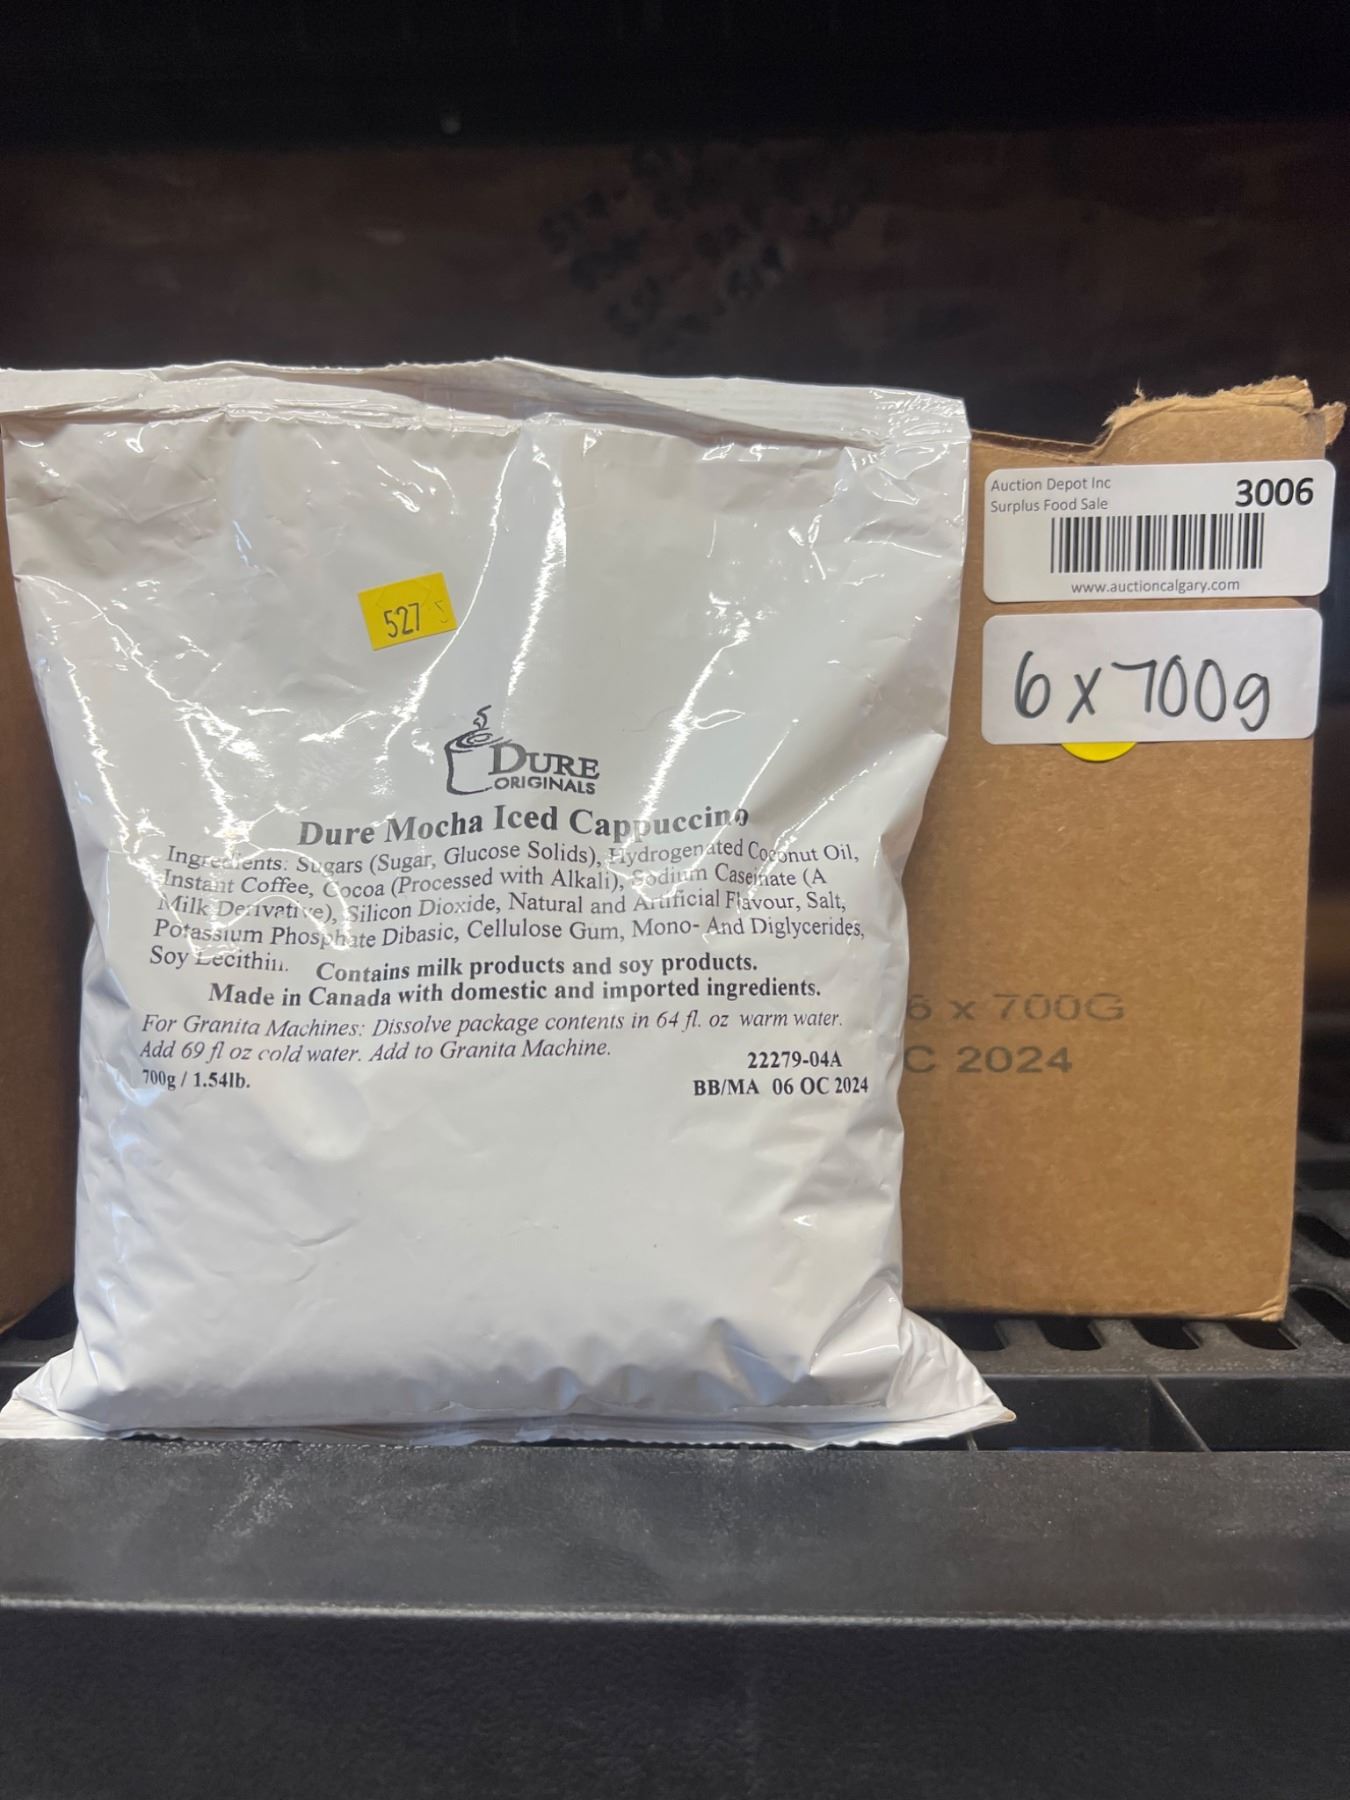 Auction Depot Inc
Surplus Food Sale
3006
www.auctioncalgary.com
6 x 700g
527
DURE
ORIGINALS
Dure Mocha Iced Cappuccino
Ingredients: Sugars (Sugar, Glucose Solids), Hydrogenated Coconut Oil,
Instant Coffee, Cocoa (Processed with Alkali), Sodium Caseinate (A
Milk Derivative), Silicon Dioxide, Natural and Artificial Flavour, Salt,
Potassium Phosphate Dibasic, Cellulose Gum, Mono- And Diglycerides,
Soy Lecithin. Contains milk products and soy products.
Made in Canada with domestic and imported ingredients.
For Granita Machines: Dissolve package contents in 64 fl. oz warm water.
Add 69 fl oz cold water. Add to Granita Machine.
700g / 1.54lb.
22279-04A
BB/MA 06 OC 2024
6 x 700G
C 2024